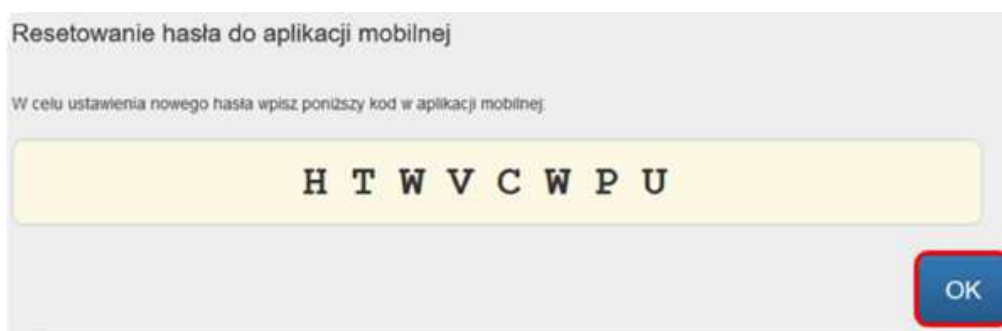 Resetowanie hasła do aplikacji mobilnej
W celu ustawienia nowego hasła wpisz poniższy kod w aplikacji mobilnej:
H T W V C W P U
OK